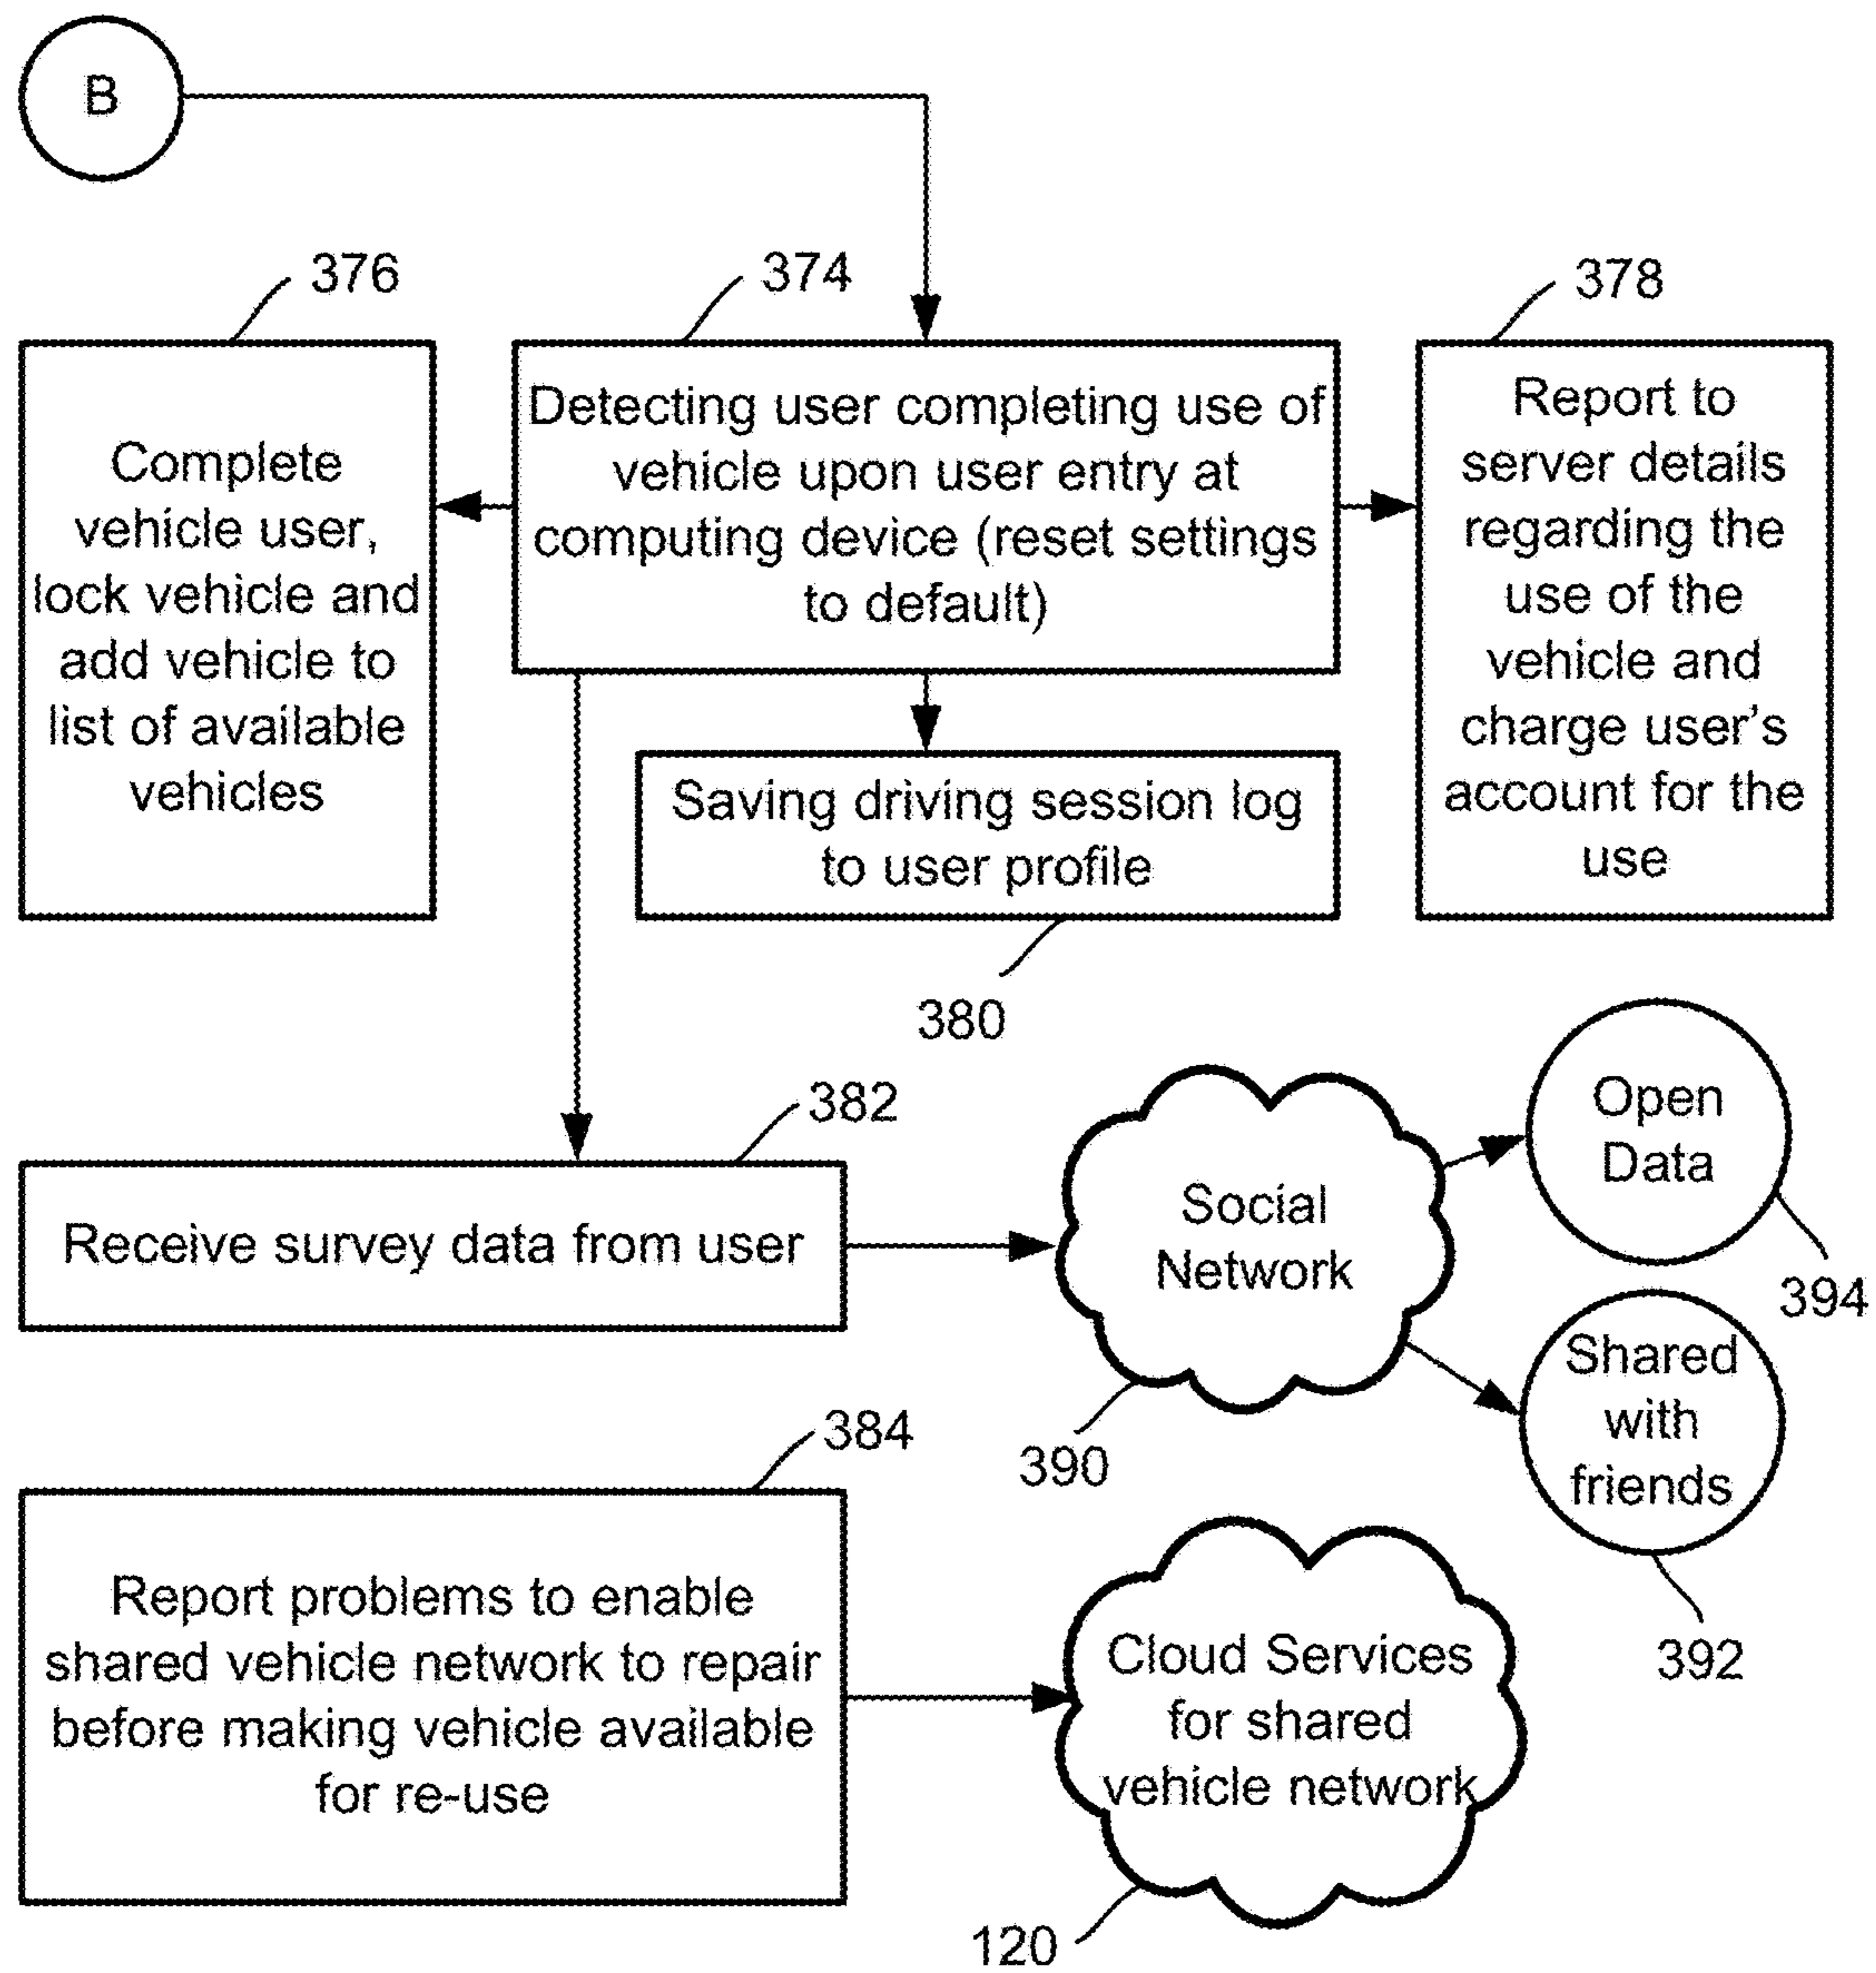 B
376
374
378
Complete
vehicle user,
lock vehicle and
add vehicle to
list of available
vehicles
Detecting user completing use of
vehicle upon user entry at
computing device (reset settings
to default)
Report to
server details
regarding the
use of the
vehicle and
charge user's
account for the
use
Saving driving session log
to user profile
380
382
Receive survey data from user
Social
Network
390
Open
Data
394
Shared
with
friends
392
384
Report problems to enable
shared vehicle network to repair
before making vehicle available
for re-use
Cloud Services
for shared
vehicle network
120